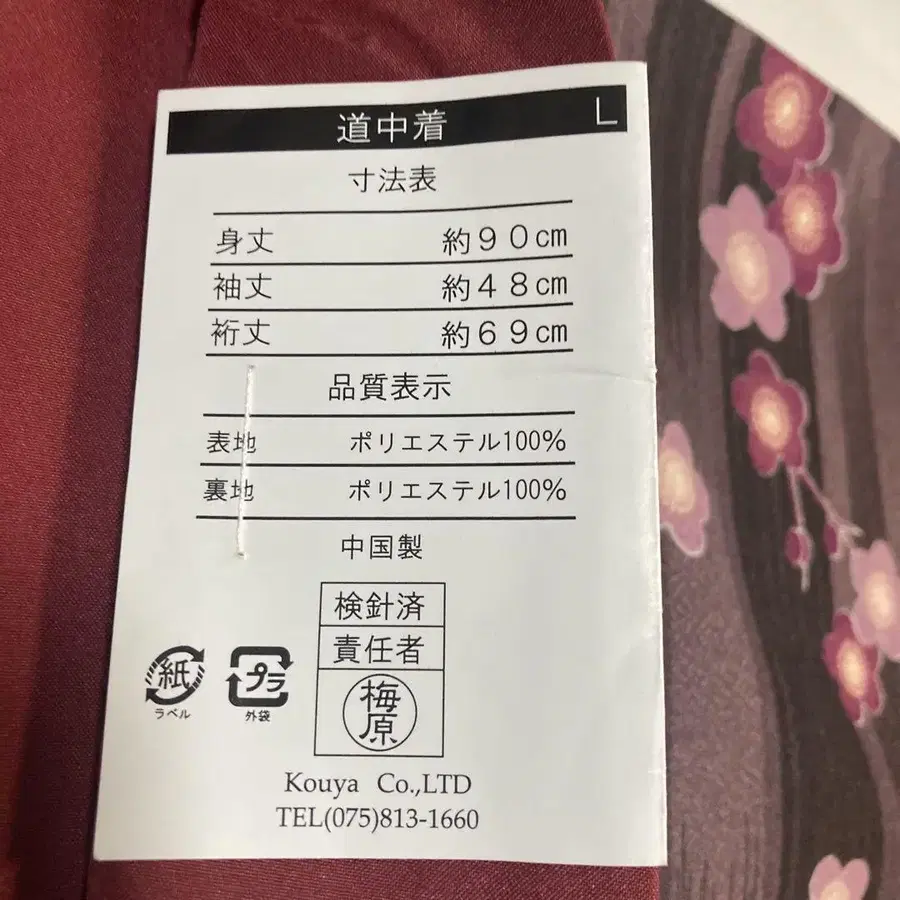 道中着 L
寸法表
身丈 約90cm
袖丈 約48cm
裄丈 約69cm
品質表示
表地 ポリエステル100%
裏地 ポリエステル100%
中国製
検針済
責任者
梅原
紙
ラベル
プラ
外袋
Kouya Co.,LTD
TEL(075)813-1660